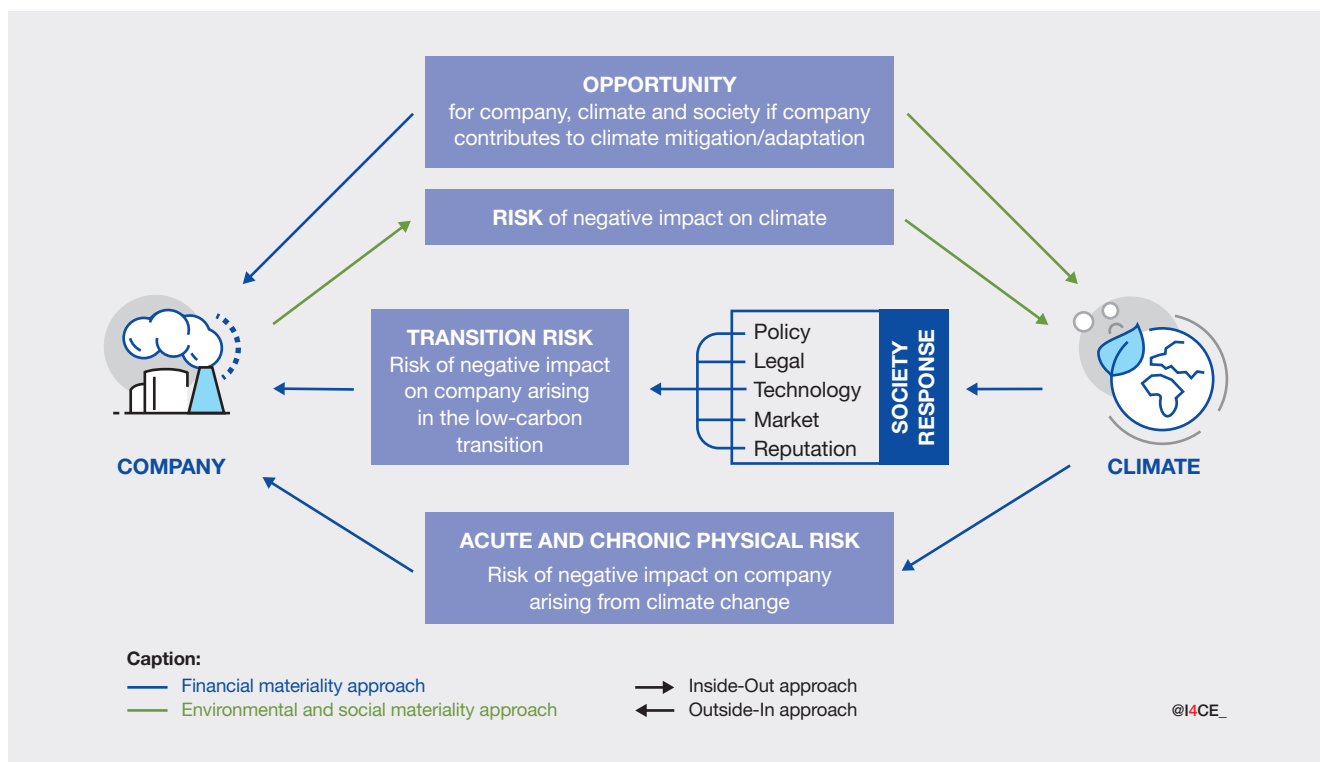 OPPORTUNITY
for company, climate and society if company
contributes to climate mitigation/adaptation
RISK of negative impact on climate
TRANSITION RISK
Risk of negative impact
on company arising
in the low-carbon
transition
Policy
Legal
Technology
Market
Reputation
SOCIETY
RESPONSE
COMPANY
CLIMATE
ACUTE AND CHRONIC PHYSICAL RISK
Risk of negative impact on company
arising from climate change
Caption:
Financial materiality approach
Environmental and social materiality approach
Inside-Out approach
Outside-In approach
@I4CE_